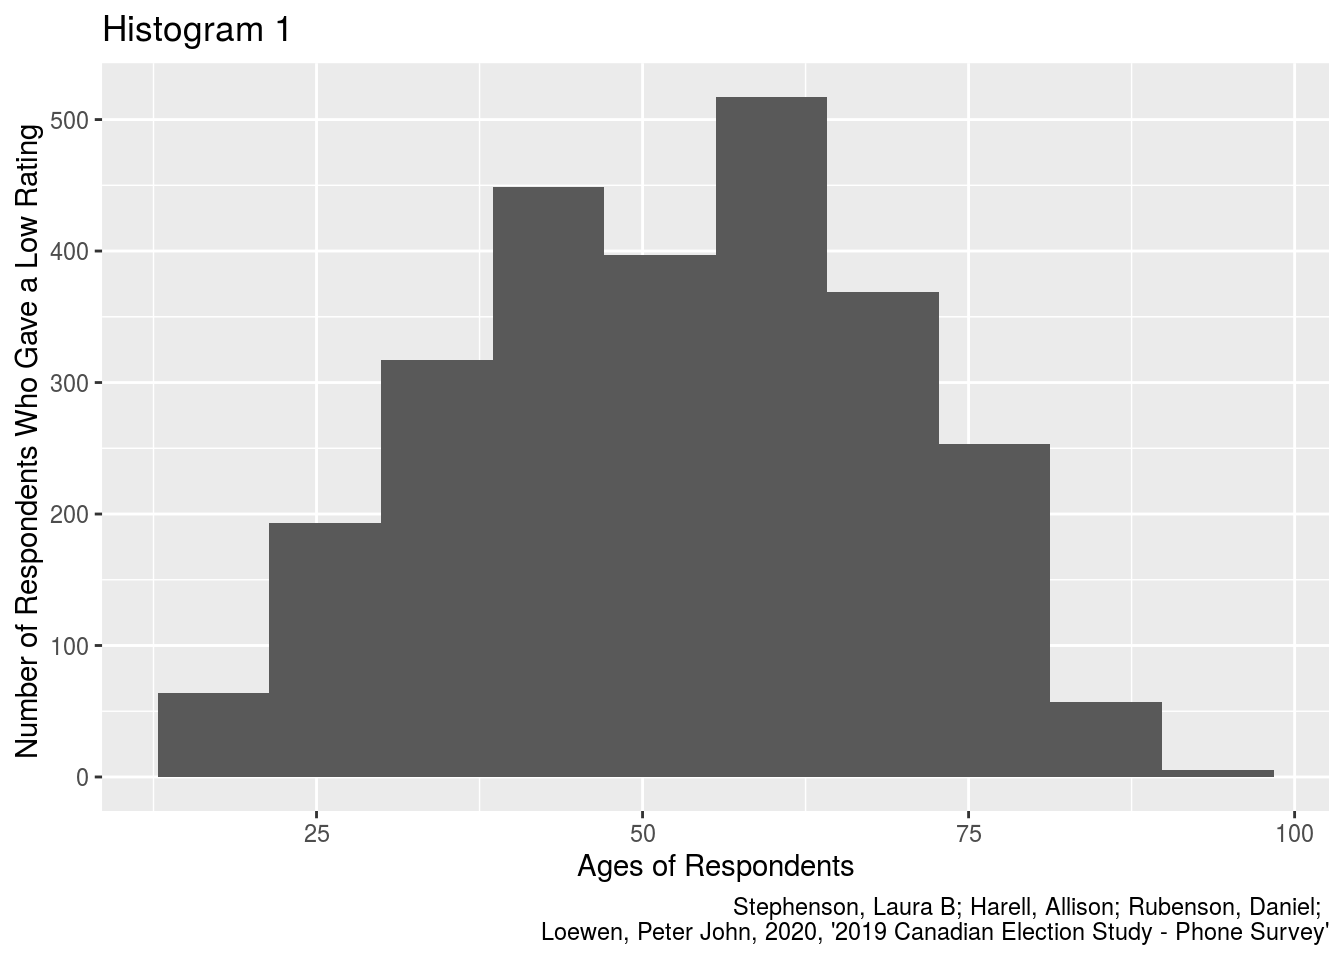 Histogram 1
Number of Respondents Who Gave a Low Rating
500
400
300
200
100
0
25
50
75
100
Ages of Respondents
Stephenson, Laura B; Harell, Allison; Rubenson, Daniel;
Loewen, Peter John, 2020, '2019 Canadian Election Study - Phone Survey'